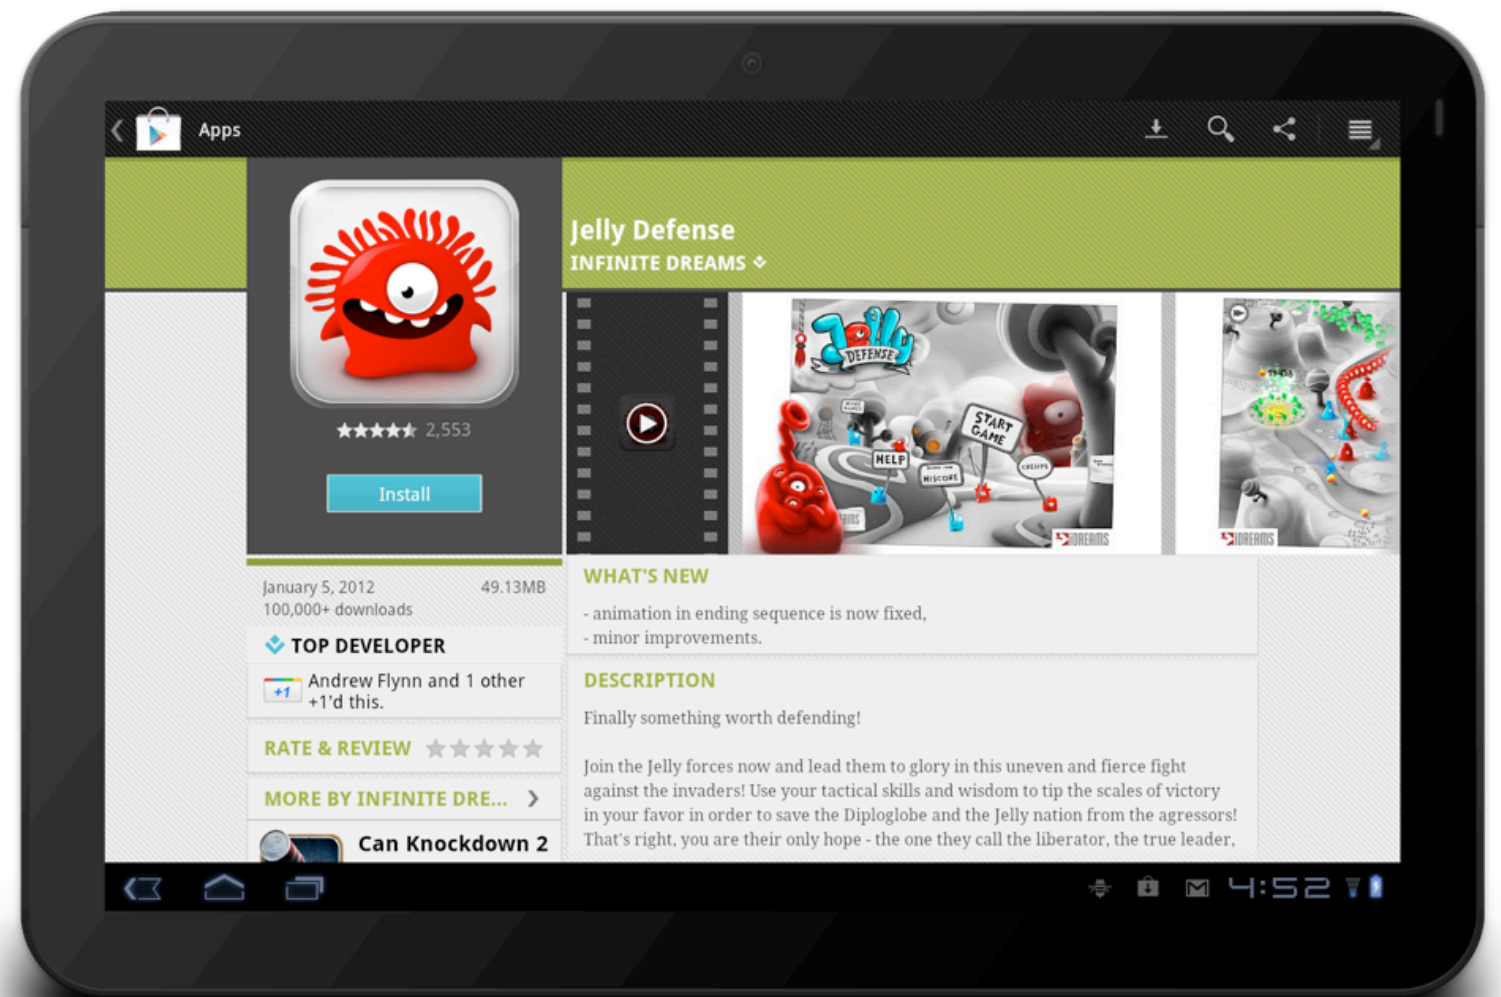 Apps
Jelly Defense
INFINITE DREAMS
2,553
Install
Jelly
DEFENSE
START
GAME
HELP
HISCORE
CREDITS
DREAMS
DREAMS
January 5, 2012 49.13MB
100,000+ downloads
TOP DEVELOPER
+1
Andrew Flynn and 1 other
+1'd this.
RATE & REVIEW
MORE BY INFINITE DRE...
Can Knockdown 2
WHAT'S NEW
- animation in ending sequence is now fixed,
- minor improvements.
DESCRIPTION
Finally something worth defending!
Join the Jelly forces now and lead them to glory in this uneven and fierce fight
against the invaders! Use your tactical skills and wisdom to tip the scales of victory
in your favor in order to save the Diploglobe and the Jelly nation from the agressors!
That's right, you are their only hope - the one they call the liberator, the true leader,
4:52